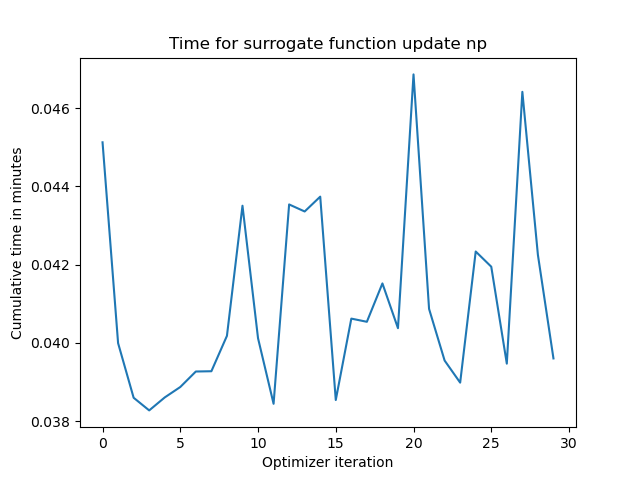 Time for surrogate function update np
Cumulative time in minutes
0.046
0.044
0.042
0.040
0.038
0 5 10 15 20 25 30
Optimizer iteration